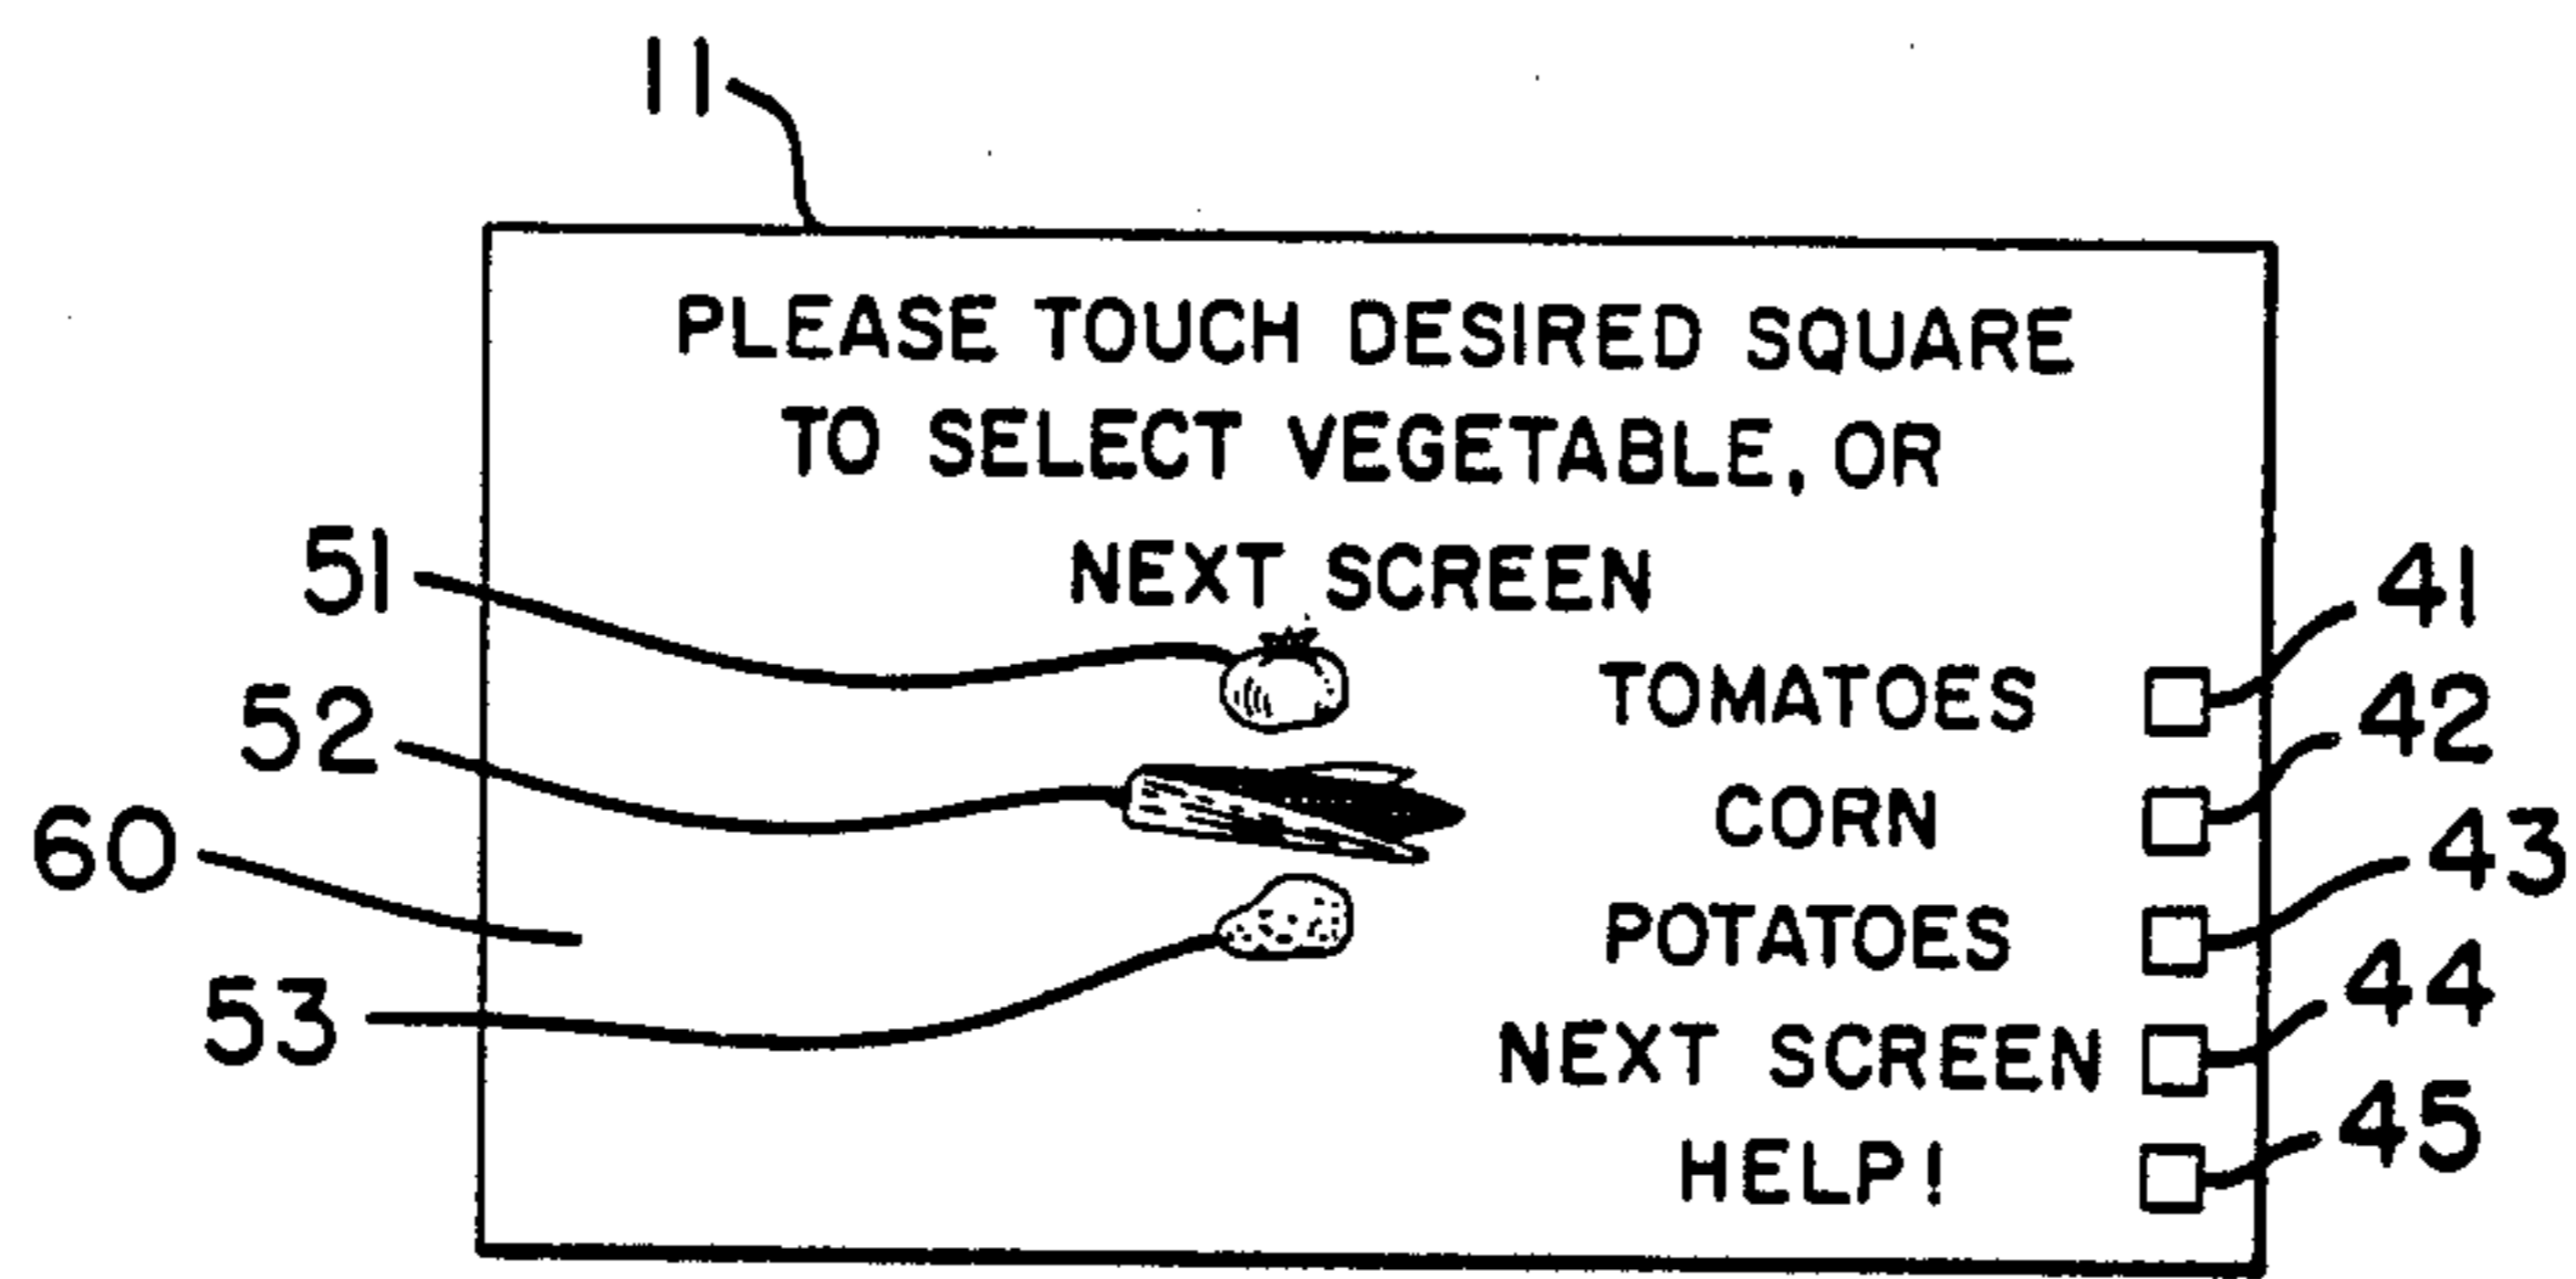 11
PLEASE TOUCH DESIRED SQUARE
TO SELECT VEGETABLE, OR
NEXT SCREEN
51
41
TOMATOES
52
42
CORN
60
43
POTATOES
53
44
NEXT SCREEN
45
HELP!